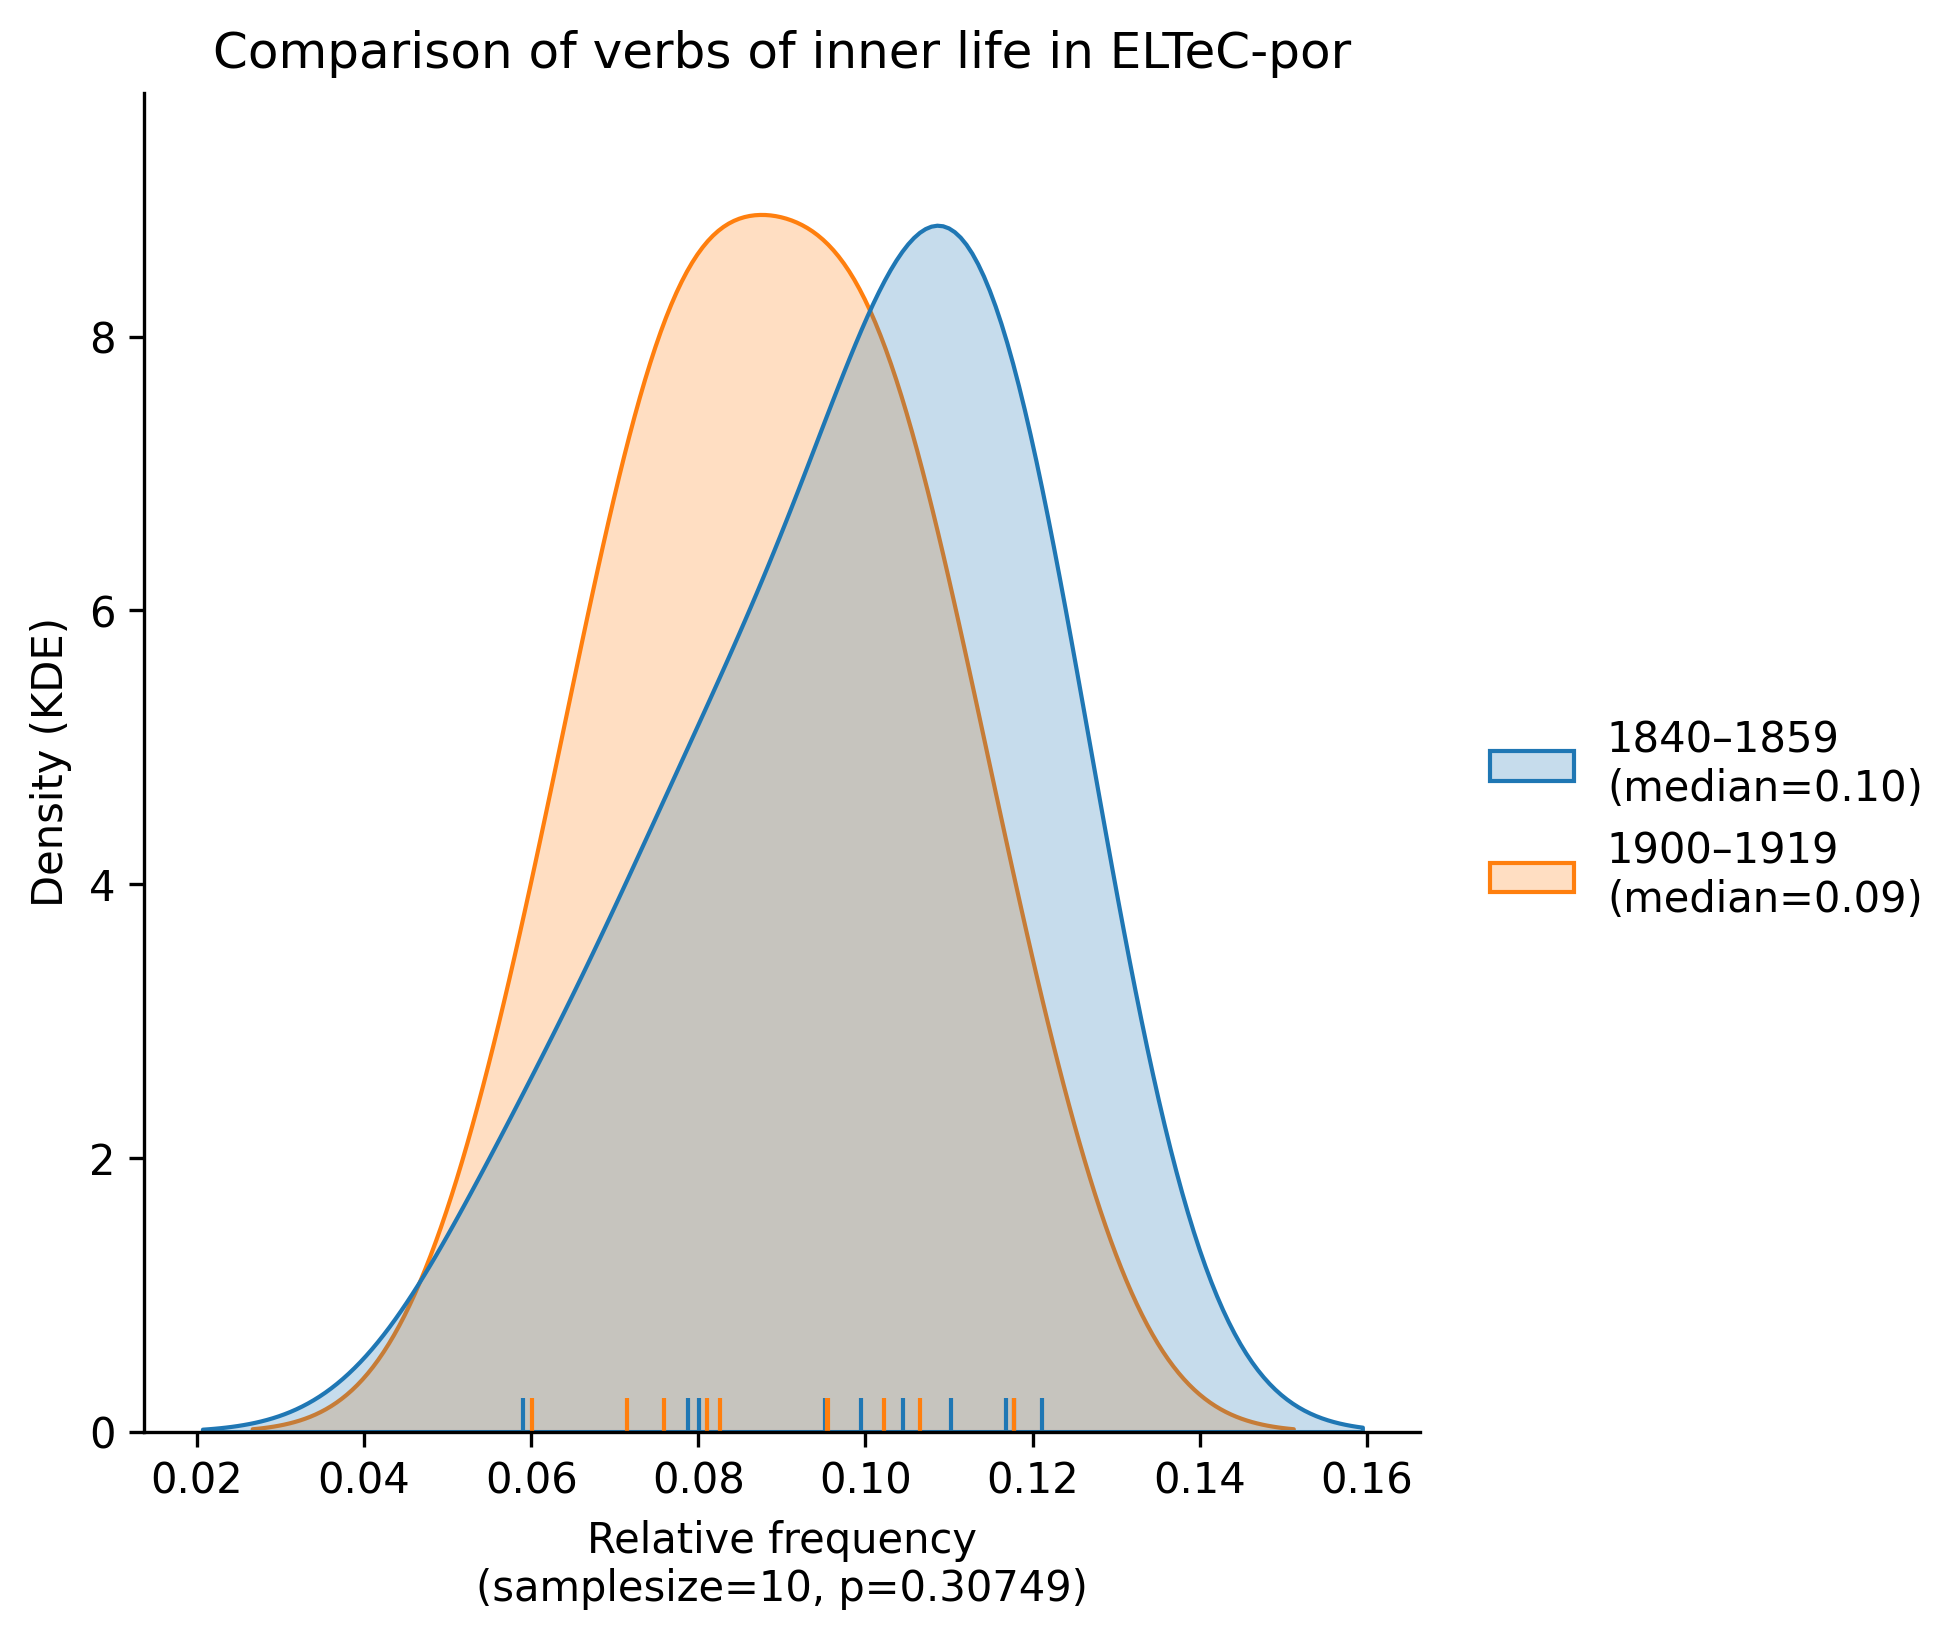 Comparison of verbs of inner life in ELTeC-por
Density (KDE)
8
6
4
2
0
0.02 0.04 0.06 0.08 0.10 0.12 0.14 0.16
Relative frequency
(samplesize=10, p=0.30749)
1840–1859
(median=0.10)
1900–1919
(median=0.09)